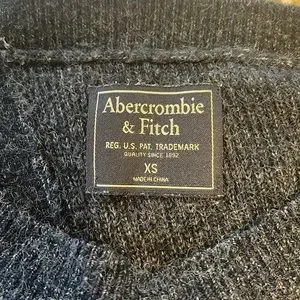 Abercrombie
& Fitch
REG. U.S. PAT. TRADEMARK
QUALITY SINCE 1892
XS
MADE IN CHINA